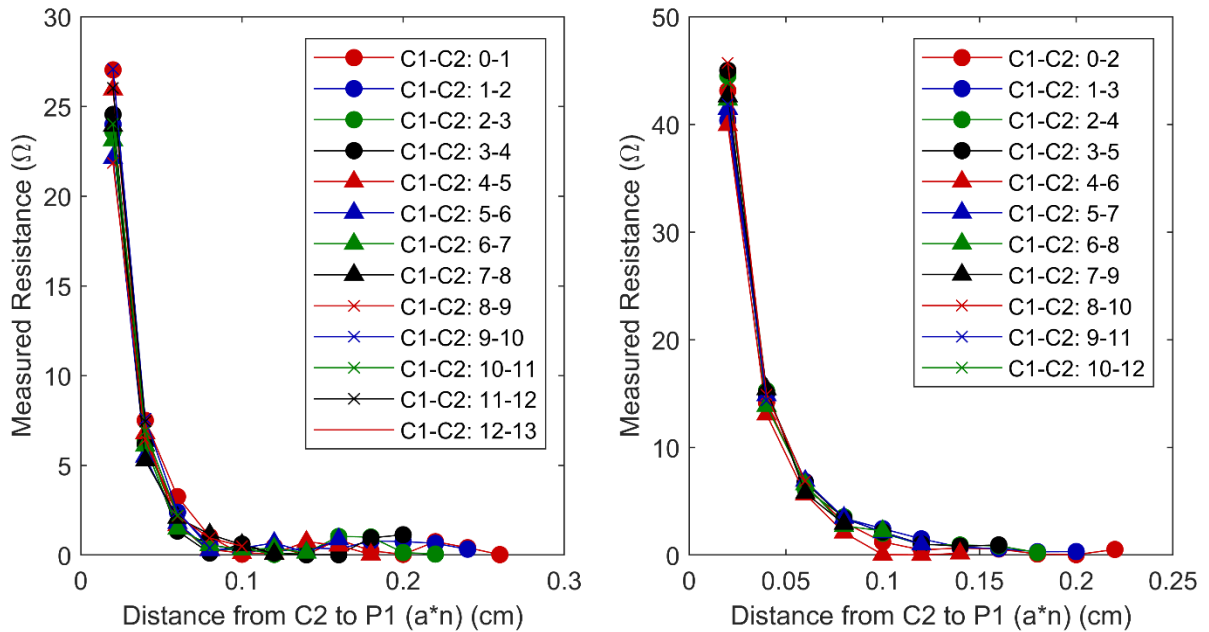 30
25
20
15
10
5
0
Measured Resistance (Ω)
0
0.1
0.2
0.3
Distance from C2 to P1 (a*n) (cm)
C1-C2: 0-1
C1-C2: 1-2
C1-C2: 2-3
C1-C2: 3-4
C1-C2: 4-5
C1-C2: 5-6
C1-C2: 6-7
C1-C2: 7-8
C1-C2: 8-9
C1-C2: 9-10
C1-C2: 10-11
C1-C2: 11-12
C1-C2: 12-13
50
40
30
20
10
0
Measured Resistance (Ω)
0
0.05
0.1
0.15
0.2
0.25
Distance from C2 to P1 (a*n) (cm)
C1-C2: 0-2
C1-C2: 1-3
C1-C2: 2-4
C1-C2: 3-5
C1-C2: 4-6
C1-C2: 5-7
C1-C2: 6-8
C1-C2: 7-9
C1-C2: 8-10
C1-C2: 9-11
C1-C2: 10-12